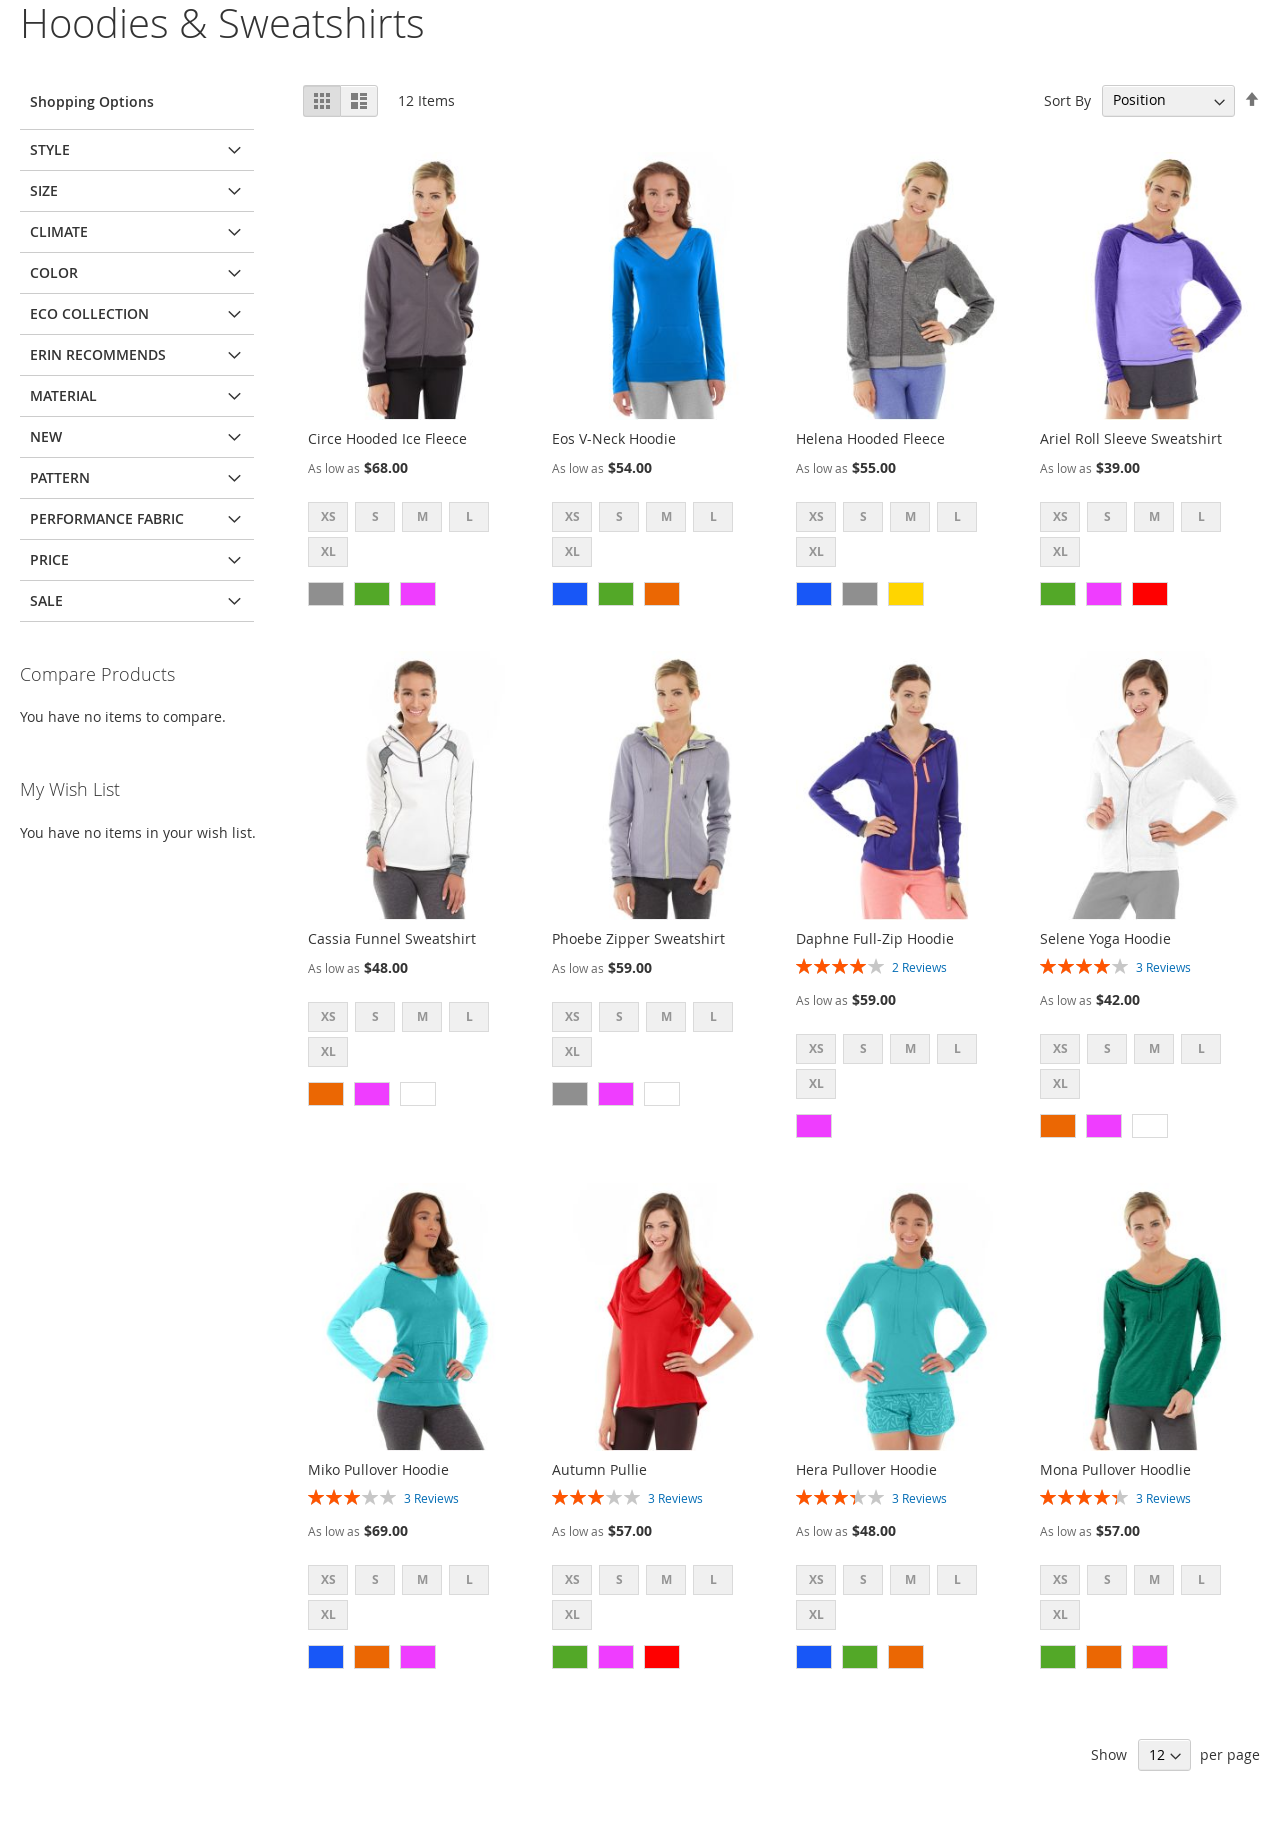 Hoodies & Sweatshirts
Shopping Options
STYLE
SIZE
CLIMATE
COLOR
ECO COLLECTION
ERIN RECOMMENDS
MATERIAL
NEW
PATTERN
PERFORMANCE FABRIC
PRICE
SALE
Compare Products
You have no items to compare.
My Wish List
You have no items in your wish list.
12 Items
Sort By Position
Circe Hooded Ice Fleece
As low as $68.00
XS S M L
XL
Eos V-Neck Hoodie
As low as $54.00
XS S M L
XL
Helena Hooded Fleece
As low as $55.00
XS S M L
XL
Ariel Roll Sleeve Sweatshirt
As low as $39.00
XS S M L
XL
Cassia Funnel Sweatshirt
As low as $48.00
XS S M L
XL
Phoebe Zipper Sweatshirt
As low as $59.00
XS S M L
XL
Daphne Full-Zip Hoodie
2 Reviews
As low as $59.00
XS S M L
XL
Selene Yoga Hoodie
3 Reviews
As low as $42.00
XS S M L
XL
Miko Pullover Hoodie
3 Reviews
As low as $69.00
XS S M L
XL
Autumn Pullie
3 Reviews
As low as $57.00
XS S M L
XL
Hera Pullover Hoodie
3 Reviews
As low as $48.00
XS S M L
XL
Mona Pullover Hoodlie
3 Reviews
As low as $57.00
XS S M L
XL
Show 12 per page